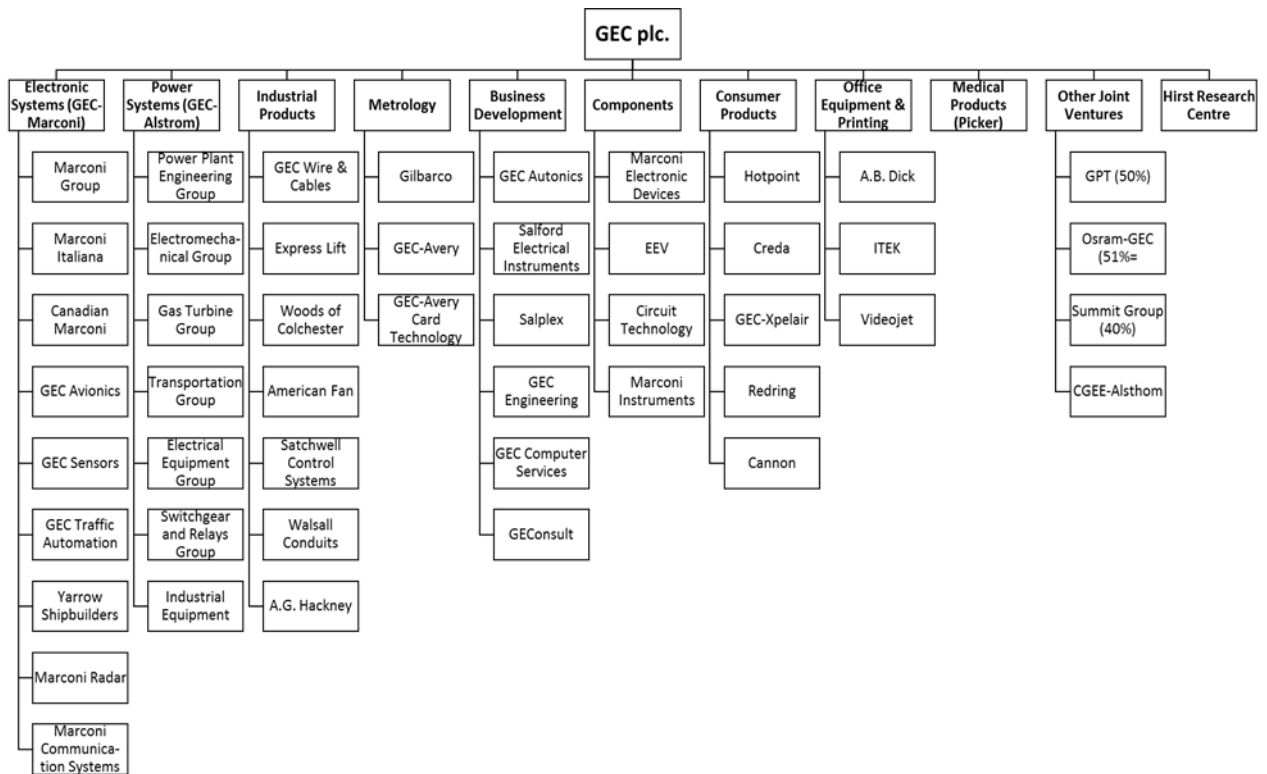 GEC plc.
Electronic
Systems (GEC-
Marconi)
Power
Systems (GEC-
Alstrom)
Industrial
Products
Metrology
Business
Development
Components
Consumer
Products
Office
Equipment &
Printing
Medical
Products
(Picker)
Other Joint
Ventures
Hirst Research
Centre
Marconi
Group
Marconi
Italiana
Canadian
Marconi
GEC Avionics
GEC Sensors
GEC Traffic
Automation
Yarrow
Shipbuilders
Marconi Radar
Marconi
Communica-
tion Systems
Power Plant
Engineering
Group
Electromecha-
nical Group
Gas Turbine
Group
Transportation
Group
Electrical
Equipment
Group
Switchgear
and Relays
Group
Industrial
Equipment
GEC Wire &
Cables
Express Lift
Woods of
Colchester
American Fan
Satchwell
Control
Systems
Walsall
Conduits
A.G. Hackney
Gilbarco
GEC-Avery
GEC-Avery
Card
Technology
GEC Autonics
Salford
Electrical
Instruments
Salplex
GEC
Engineering
GEC Computer
Services
GEConsult
Marconi
Electronic
Devices
EEV
Circuit
Technology
Marconi
Instruments
Hotpoint
Creda
GEC-Xpelair
Redring
Cannon
A.B. Dick
ITEK
Videojet
GPT (50%)
Osram-GEC
(51%=
Summit Group
(40%)
CGEE-Alsthom